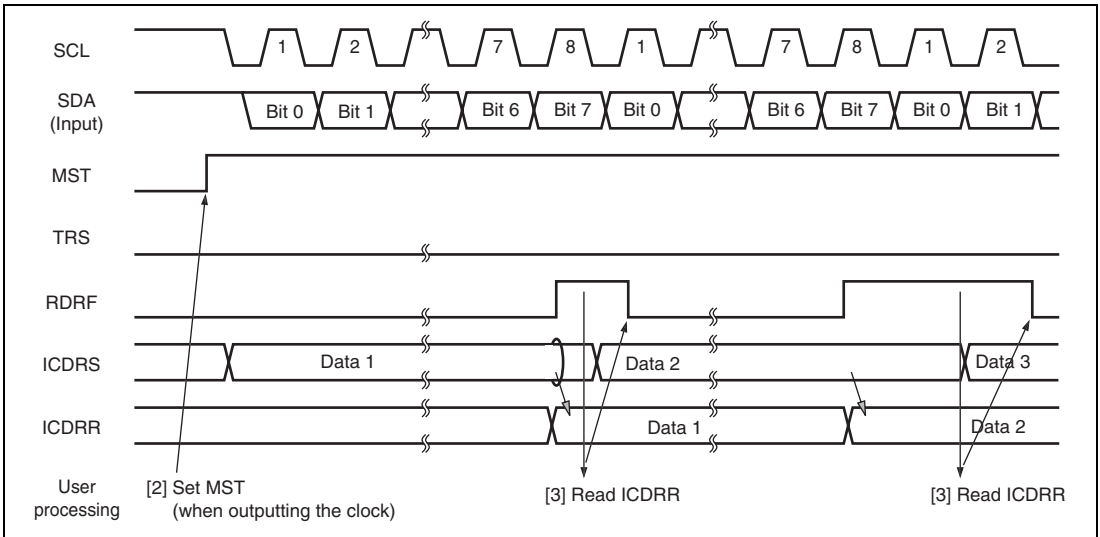 SCL 1 2 7 8 1 7 8 1 2
SDA
(Input)
Bit 0 Bit 1 Bit 6 Bit 7 Bit 0 Bit 6 Bit 7 Bit 0 Bit 1
MST
TRS
RDRF
ICDRS Data 1 Data 2 Data 3
ICDRR Data 1 Data 2
User
processing
[2] Set MST
(when outputting the clock)
[3] Read ICDRR
[3] Read ICDRR